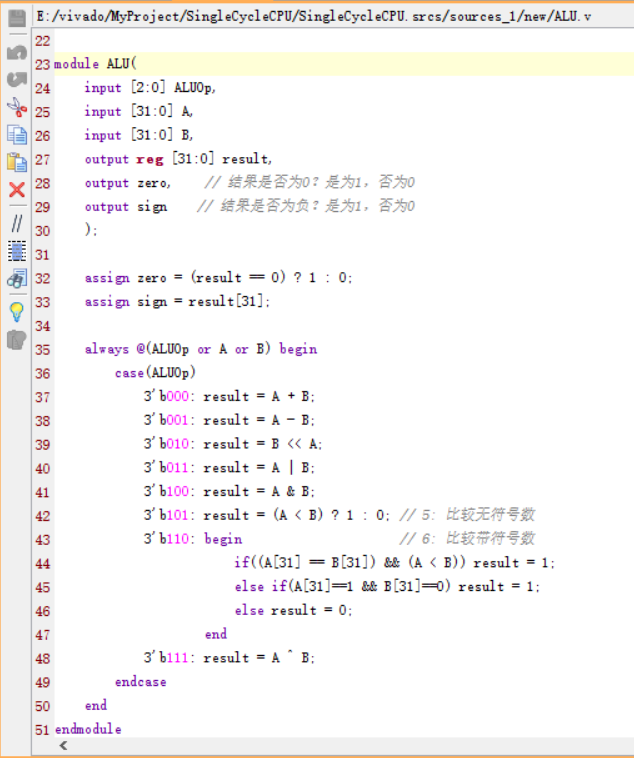 E:/vivado/MyProject/SingleCycleCPU/SingleCycleCPU.srcs/sources_1/new/ALU.v
22
23 module ALU(
24     input [2:0] ALUOp,
25     input [31:0] A,
26     input [31:0] B,
27     output reg [31:0] result,
28     output zero,    // 结果是否为0? 是为1, 否为0
29     output sign    // 结果是否为负? 是为1, 否为0
30     );
31
32     assign zero = (result == 0) ? 1 : 0;
33     assign sign = result[31];
34
35     always @(ALUOp or A or B) begin
36         case(ALUOp)
37             3'b000: result = A + B;
38             3'b001: result = A - B;
39             3'b010: result = B << A;
40             3'b011: result = A | B;
41             3'b100: result = A & B;
42             3'b101: result = (A < B) ? 1 : 0; // 5: 比较无符号数
43             3'b110: begin                     // 6: 比较带符号数
44                         if((A[31] == B[31]) && (A < B)) result = 1;
45                         else if(A[31]==1 && B[31]==0) result = 1;
46                         else result = 0;
47                     end
48             3'b111: result = A ^ B;
49         endcase
50     end
51 endmodule